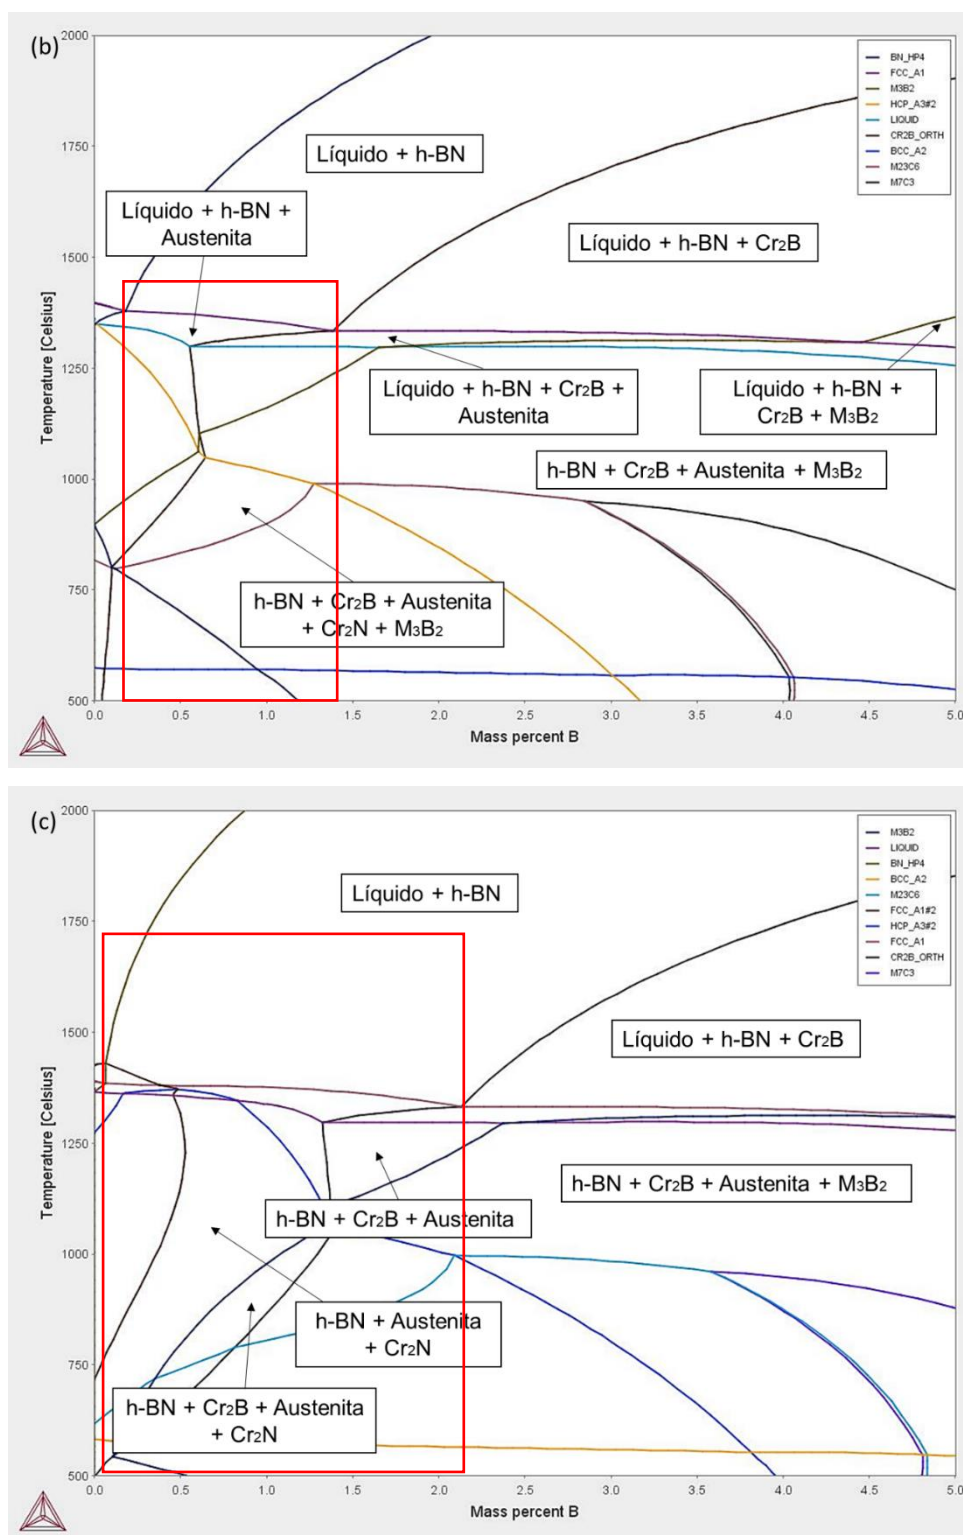 (b)
2000
1750
1500
1250
1000
750
500
Temperature [Celsius]
0.0 0.5 1.0 1.5 2.0 2.5 3.0 3.5 4.0 4.5 5.0
Mass percent B
BN_HP4
FCC_A1
M3B2
HCP_A3#2
LIQUID
CR2B_ORTH
BCC_A2
M23C6
M7C3
Líquido + h-BN
Líquido + h-BN +
Austenita
Líquido + h-BN + Cr2B
Líquido + h-BN + Cr2B +
Austenita
Líquido + h-BN +
Cr2B + M3B2
h-BN + Cr2B + Austenita + M3B2
h-BN + Cr2B + Austenita
+ Cr2N + M3B2
(c)
2000
1750
1500
1250
1000
750
500
Temperature [Celsius]
0.0 0.5 1.0 1.5 2.0 2.5 3.0 3.5 4.0 4.5 5.0
Mass percent B
M3B2
LIQUID
BN_HP4
BCC_A2
M23C6
FCC_A1#2
HCP_A3#2
FCC_A1
CR2B_ORTH
M7C3
Líquido + h-BN
Líquido + h-BN + Cr2B
h-BN + Cr2B + Austenita + M3B2
h-BN + Cr2B + Austenita
h-BN + Austenita
+ Cr2N
h-BN + Cr2B + Austenita
+ Cr2N